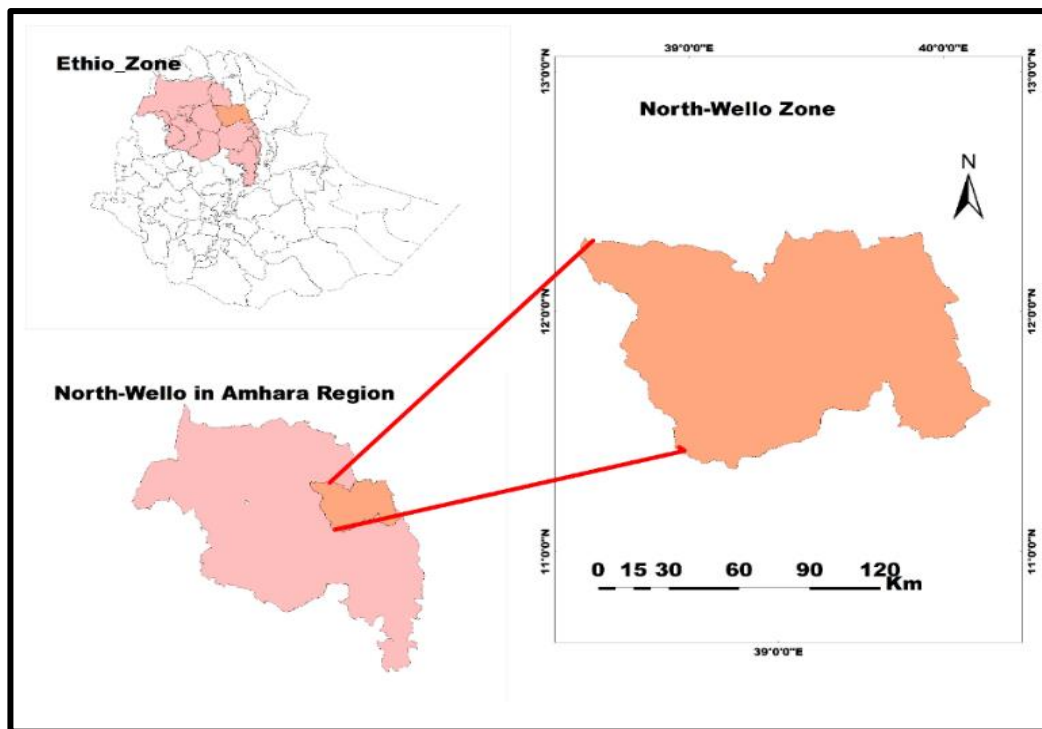 Ethio_Zone
North-Wello in Amhara Region
39°0'0"E 40°0'0"E
13°0'0"N 13°0'0"N
North-Wello Zone
N
12°0'0"N 12°0'0"N
11°0'0"N 11°0'0"N
0 15 30 60 90 120
Km
39°0'0"E